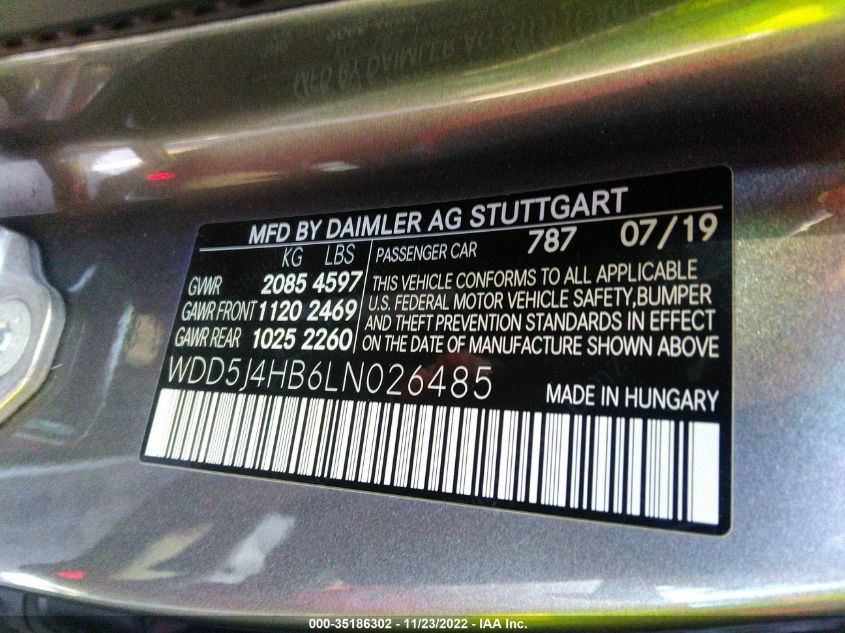 MFD BY DAIMLER AG STUTTGART
KG LBS PASSENGER CAR 787 07/19
GVWR 2085 4597
GAWR FRONT 1120 2469
GAWR REAR 1025 2260
THIS VEHICLE CONFORMS TO ALL APPLICABLE
U.S. FEDERAL MOTOR VEHICLE SAFETY,BUMPER
AND THEFT PREVENTION STANDARDS IN EFFECT
ON THE DATE OF MANUFACTURE SHOWN ABOVE
WDD5J4HB6LN026485
MADE IN HUNGARY
000-35186302 - 11/23/2022 - IAA Inc.